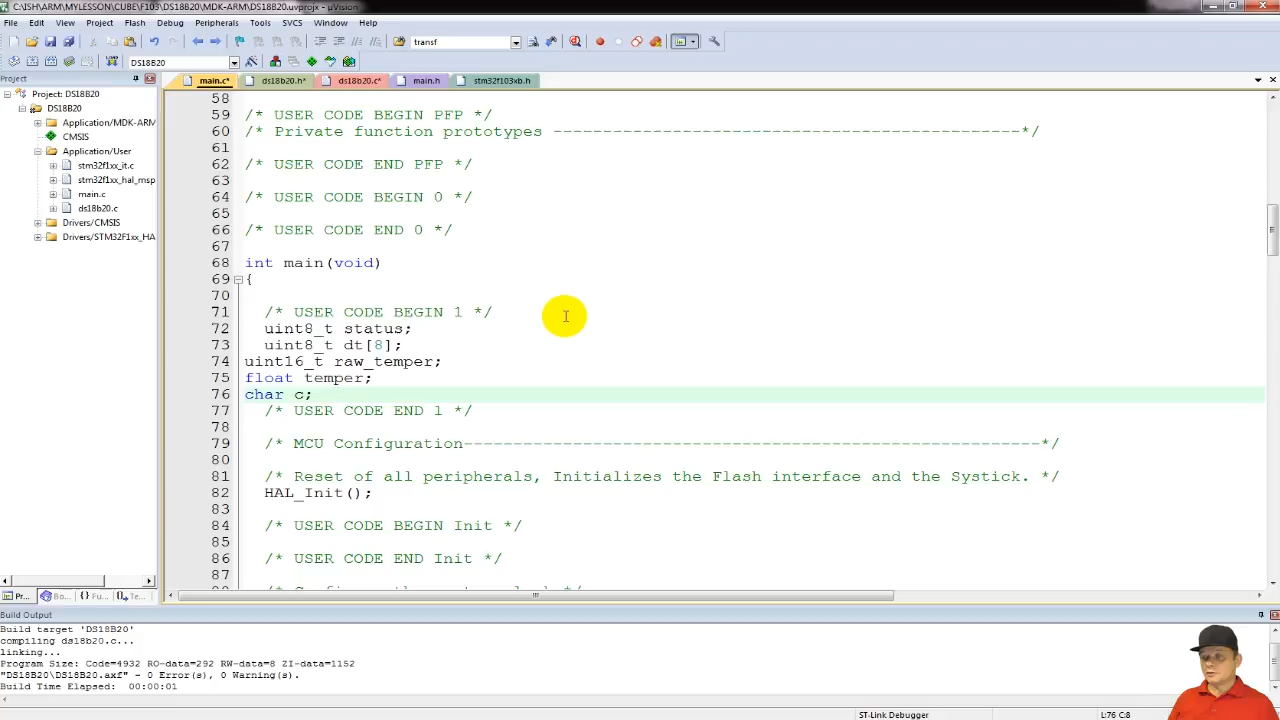 C:\ISH\ARM\MYLESSON\CUBE\F103\DS18B20\MDK-ARM\DS18B20.uvprojx - µVision
File Edit View Project Flash Debug Peripherals Tools SVCS Window Help
transf
DS18B20
Project
main.c* ds18b20.h* ds18b20.c* main.h stm32f103xb.h
Project: DS18B20
DS18B20
Application/MDK-ARM
CMSIS
Application/User
stm32f1xx_it.c
stm32f1xx_hal_msp
main.c
ds18b20.c
Drivers/CMSIS
Drivers/STM32F1xx_HA
58
59 /* USER CODE BEGIN PFP */
60 /* Private function prototypes -----------------------------------------------*/
61
62 /* USER CODE END PFP */
63
64 /* USER CODE BEGIN 0 */
65
66 /* USER CODE END 0 */
67
68 int main(void)
69 {
70
71 /* USER CODE BEGIN 1 */
72 uint8_t status;
73 uint8_t dt[8];
74 uint16_t raw_temper;
75 float temper;
76 char c;
77 /* USER CODE END 1 */
78
79 /* MCU Configuration----------------------------------------------------------*/
80
81 /* Reset of all peripherals, Initializes the Flash interface and the Systick. */
82 HAL_Init();
83
84 /* USER CODE BEGIN Init */
85
86 /* USER CODE END Init */
87
Pr... Bo... {} Fu... Te...
Build Output
Build target 'DS18B20'
compiling ds18b20.c...
linking...
Program Size: Code=4932 RO-data=292 RW-data=8 ZI-data=1152
"DS18B20\DS18B20.axf" - 0 Error(s), 0 Warning(s).
Build Time Elapsed: 00:00:01
ST-Link Debugger L:76 C:8